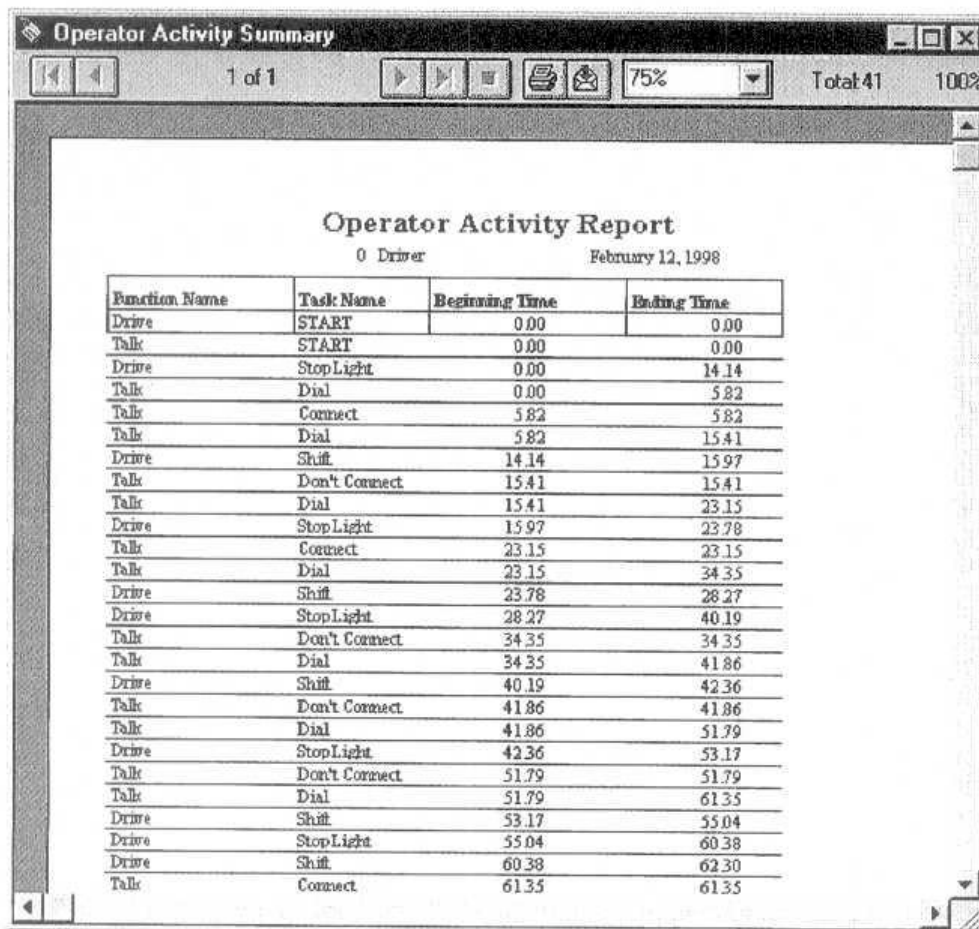 Operator Activity Summary
1 of 1 75% Total:41 100%
Operator Activity Report
0 Driver February 12, 1998
Function Name Task Name Beginning Time Ending Time
Drive START 0.00 0.00
Talk START 0.00 0.00
Drive StopLight 0.00 14.14
Talk Dial 0.00 5.82
Talk Connect 5.82 5.82
Talk Dial 5.82 15.41
Drive Shift 14.14 15.97
Talk Don't Connect 15.41 15.41
Talk Dial 15.41 23.15
Drive StopLight 15.97 23.78
Talk Connect 23.15 23.15
Talk Dial 23.15 34.35
Drive Shift 23.78 28.27
Drive StopLight 28.27 40.19
Talk Don't Connect 34.35 34.35
Talk Dial 34.35 41.86
Drive Shift 40.19 42.36
Talk Don't Connect 41.86 41.86
Talk Dial 41.86 51.79
Drive StopLight 42.36 53.17
Talk Don't Connect 51.79 51.79
Talk Dial 51.79 61.35
Drive Shift 53.17 55.04
Drive StopLight 55.04 60.38
Drive Shift 60.38 62.30
Talk Connect 61.35 61.35